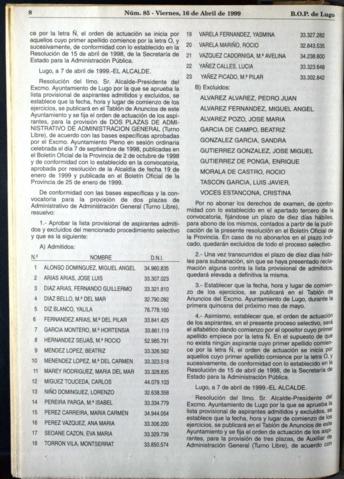 8 Núm. 85 - Viernes, 16 de Abril de 1999 B.O.P. de Lugo
ce por la letra Ñ, el orden de actuación se inicia por
aquellos cuyo primer apellido comience por la letra O, y
sucesivamente, de conformidad con lo establecido en la
Resolución de 15 de abril de 1998, de la Secretaría de
Estado para la Administración Pública.
Lugo, a 7 de abril de 1999.-EL ALCALDE.
Resolución del Ilmo. Sr. Alcalde-Presidente del
Excmo. Ayuntamiento de Lugo por la que se aprueba la
lista provisional de aspirantes admitidos y excluidos, se
establece que la fecha, hora y lugar de comienzo de los
ejercicios, se publicará en el Tablón de Anuncios de este
Ayuntamiento y se fija el orden de actuación de los aspi-
rantes, para la provisión de DOS PLAZAS DE ADMI-
NISTRATIVO DE ADMINISTRACIÓN GENERAL (Turno
Libre), de acuerdo con las bases específicas aprobadas
por el Excmo. Ayuntamiento Pleno en sesión ordinaria
celebrada el día 7 de septiembre de 1998, publicadas en
el Boletín Oficial de la Provincia de 2 de octubre de 1998
y de conformidad con lo establecido en la convocatoria,
aprobada por resolución de la Alcaldía de fecha 19 de
enero de 1999 y publicada en el Boletín Oficial de la
Provincia de 25 de enero de 1999.
De conformidad con las bases específicas y la con-
vocatoria para la provisión de dos plazas de
Administrativo de Administración General (Turno Libre),
resuelvo:
1.- Aprobar la lista provisional de aspirantes admiti-
dos y excluidos del mencionado procedimiento selectivo
y que es la siguiente:
A) Admitidos:
N.º NOMBRE D.N.I.
1 ALONSO DOMINGUEZ, MIGUEL ANGEL 34.960.835
2 ARIAS ARIAS, JOSE LUIS 33.307.023
3 DIAZ ARIAS, FERNANDO GUILLERMO 33.321.810
4 DIAZ BELLO, M.ª DEL MAR 32.790.092
5 DIZ BLANCO, YALILA 76.778.160
6 FERNANDEZ ARIAS, M.ª PILAR 33.841.425
7 GARCIA MONTERO, M.ª HORTENSIA 33.861.119
8 HERNANDEZ SEIJAS, M.ª ROCIO 52.985.791
9 MENDEZ LOPEZ, BEATRIZ 33.326.562
10 MENENDEZ LOPEZ, M.ª DEL CARMEN 33.323.518
11 MAREY RODRIGUEZ, MARIA DEL MAR 33.328.835
12 MIGUEZ TOUCEDA, CARLOS 44.079.103
13 NIÑO DOMINGUEZ, LORENZO 32.638.359
14 PEREIRA PARGA, M.ª ISABEL 33.334.779
15 PEREZ CARREIRA, MARIA CARMEN 34.944.054
16 PEREZ VAZQUEZ, ANA MARIA 33.306.200
17 SEOANE CAZON, EVA MARIA 33.329.739
18 TORRON VILA, MONTSERRAT 33.850.574
19 VARELA FERNANDEZ, YASMINA 33.327.282
20 VARELA MARIÑO, ROCIO 32.843.535
21 VAZQUEZ CADORNIGA, M.ª AVELINA 34.238.800
22 YAÑEZ CALLES, LUCIA 33.323.648
23 YAÑEZ PICADO, M.ª PILAR 33.302.842
B) Excluidos:
ALVAREZ ALVAREZ, PEDRO JUAN
ALVAREZ FERNANDEZ, MIGUEL ANGEL
ALVAREZ POZO, JOSE MARIA
GARCIA DE CAMPO, BEATRIZ
GONZALEZ GARCIA, SANDRA
GUTIERREZ GONZALEZ, JOSE MIGUEL
GUTIERREZ DE PONGA, ENRIQUE
MORALA DE CASTRO, ROCIO
TASCON GARCIA, LUIS JAVIER
VOCES ESTANCONA, CRISTINA
Por no abonar los derechos de examen, de confor-
midad con lo establecido en el apartado tercero de la
convocatoria, fijándose un plazo de diez días hábiles,
para abono de los mismos, contados a partir de la publi-
cación de la presente resolución en el Boletín Oficial de
la Provincia. En caso de no abonarlos en el plazo indi-
cado, quedarán excluidos de todo el proceso selectivo.
2.- Una vez transcurridos el plazo de diez días hábi-
les para subsanación, sin que se haya presentado recla-
mación alguna contra la lista provisional de admitidos,
quedará elevada a definitiva la misma.
3.- Establecer que la fecha, hora y lugar de comien-
zo de los ejercicios, se publicará en el Tablón de
Anuncios del Excmo. Ayuntamiento de Lugo, durante la
primera quincena del próximo mes de mayo.
4.- Asimismo, establecer que, el orden de actuación
de los aspirantes, en el presente proceso selectivo, será
el alfabético dando comienzo por el opositor cuyo primer
apellido empiece por la letra Ñ. En el supuesto de que
no exista ningún aspirante cuyo primer apellido comien-
ce por la letra Ñ, el orden de actuación se inicia por
aquellos cuyo primer apellido comience por la letra O, y
sucesivamente, de conformidad con lo establecido en la
Resolución de 15 de abril de 1998, de la Secretaría de
Estado para la Administración Pública.
Lugo, a 7 de abril de 1999.-EL ALCALDE.
Resolución del Ilmo. Sr. Alcalde-Presidente del
Excmo. Ayuntamiento de Lugo por la que se aprueba la
lista provisional de aspirantes admitidos y excluidos, se
establece que la fecha, hora y lugar de comienzo de los
ejercicios, se publicará en el Tablón de Anuncios de este
Ayuntamiento y se fija el orden de actuación de los aspi-
rantes, para la provisión de tres plazas, de Auxiliar de
Administración General (Turno Libre), de acuerdo con